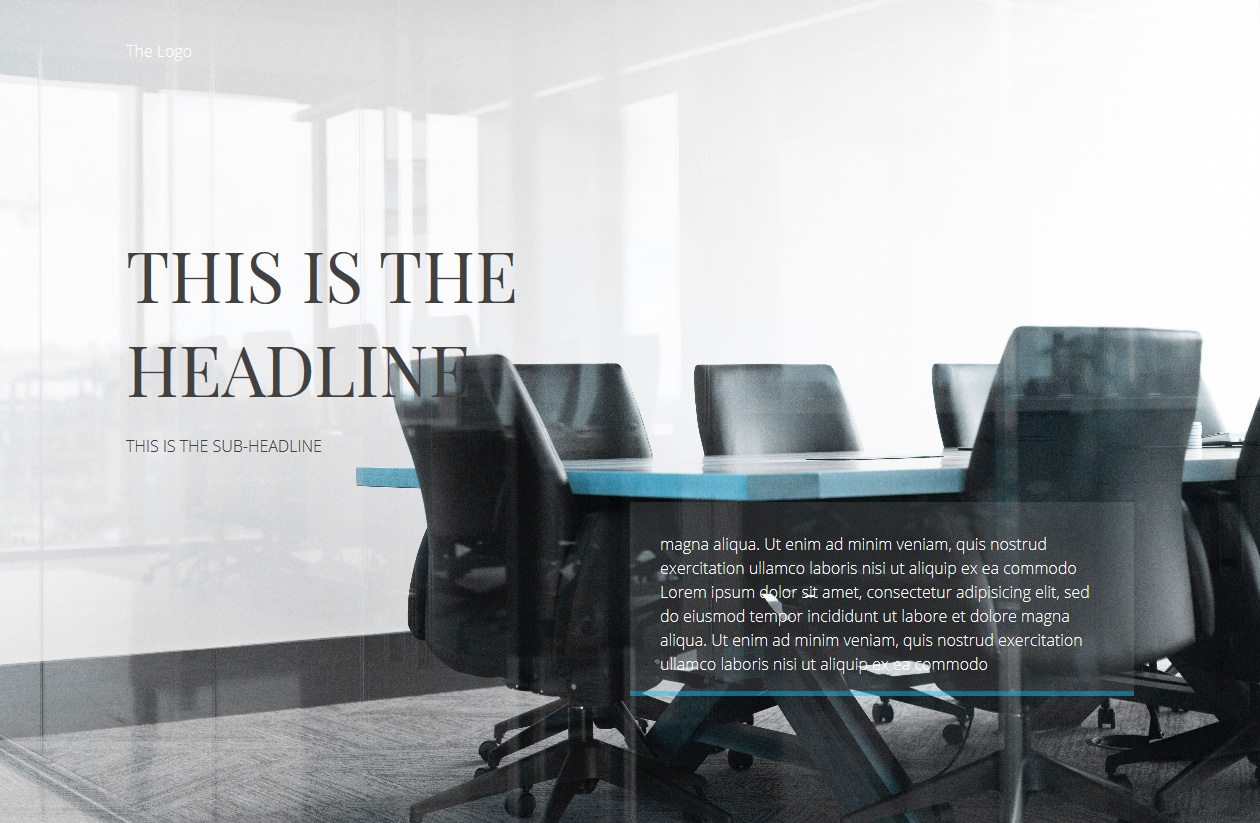 The Logo
THIS IS THE
HEADLINE
THIS IS THE SUB-HEADLINE
magna aliqua. Ut enim ad minim veniam, quis nostrud
exercitation ullamco laboris nisi ut aliquip ex ea commodo
Lorem ipsum dolor sit amet, consectetur adipisicing elit, sed
do eiusmod tempor incididunt ut labore et dolore magna
aliqua. Ut enim ad minim veniam, quis nostrud exercitation
ullamco laboris nisi ut aliquip ex ea commodo